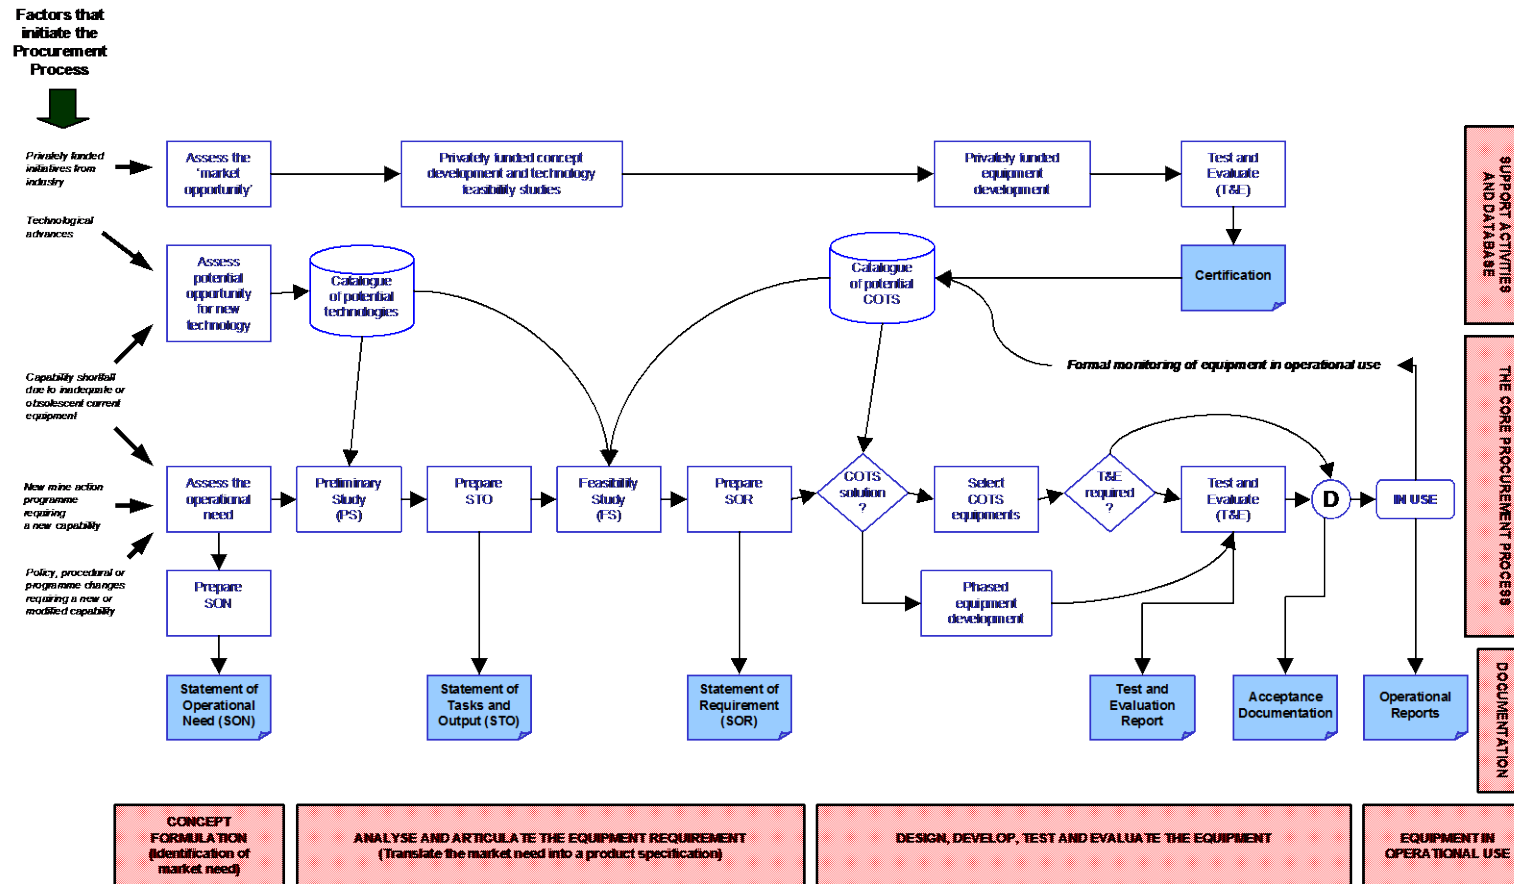 Factors that
initiate the
Procurement
Process
Privately funded
initiatives from
industry
Assess the
'market
opportunity'
Privately funded concept
development and technology
feasibility studies
Privately funded
equipment
development
Test and
Evaluate
(T&E)
Technological
advances
Assess
potential
opportunity
for new
technology
Catalogue
of potential
technologies
Catalogue
of potential
COTS
Certification
SUPPORT ACTIVITIES
AND DATABASE
Capability shortfall
due to inadequate or
obsolescent current
equipment
Formal monitoring of equipment in operational use
New mine action
programme
requiring
a new capability
Assess the
operational
need
Preliminary
Study
(PS)
Prepare
STO
Feasibility
Study
(FS)
Prepare
SOR
COTS
solution
?
Select
COTS
equipments
T&E
required
?
Test and
Evaluate
(T&E)
D
IN USE
THE CORE PROCUREMENT PROCESS
Policy, procedural or
programme changes
requiring a new or
modified capability
Prepare
SON
Phased
equipment
development
Statement of
Operational
Need (SON)
Statement of
Tasks and
Output (STO)
Statement of
Requirement
(SOR)
Test and
Evaluation
Report
Acceptance
Documentation
Operational
Reports
DOCUMENTATION
CONCEPT
FORMULATION
(Identification of
market need)
ANALYSE AND ARTICULATE THE EQUIPMENT REQUIREMENT
(Translate the market need into a product specification)
DESIGN, DEVELOP, TEST AND EVALUATE THE EQUIPMENT
EQUIPMENT IN
OPERATIONAL USE